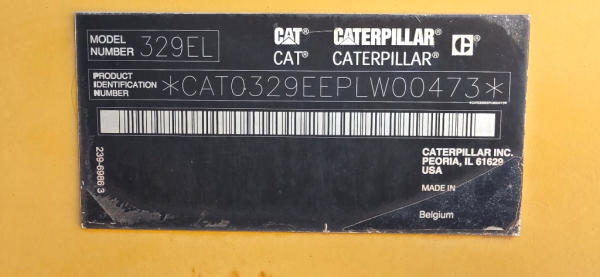 MODEL NUMBER 329EL
CAT® CATERPILLAR®
CAT® CATERPILLAR®
PRODUCT IDENTIFICATION NUMBER *CAT0329EEPLW00473*
*CAT0329EEPLW00473*
239-6986 3
CATERPILLAR INC.
PEORIA, IL 61629
USA
MADE IN
Belgium